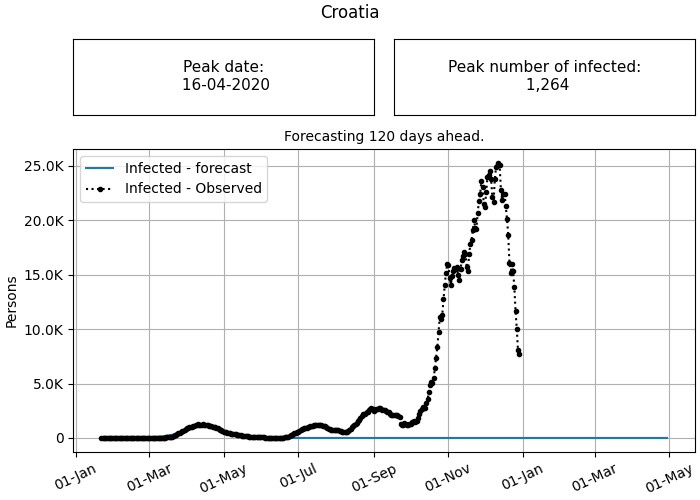 Croatia
Peak date:
16-04-2020
Peak number of infected:
1,264
Forecasting 120 days ahead.
Infected - forecast
Infected - Observed
25.0K
20.0K
15.0K
10.0K
5.0K
0
Persons
01-Jan
01-Mar
01-May
01-Jul
01-Sep
01-Nov
01-Jan
01-Mar
01-May